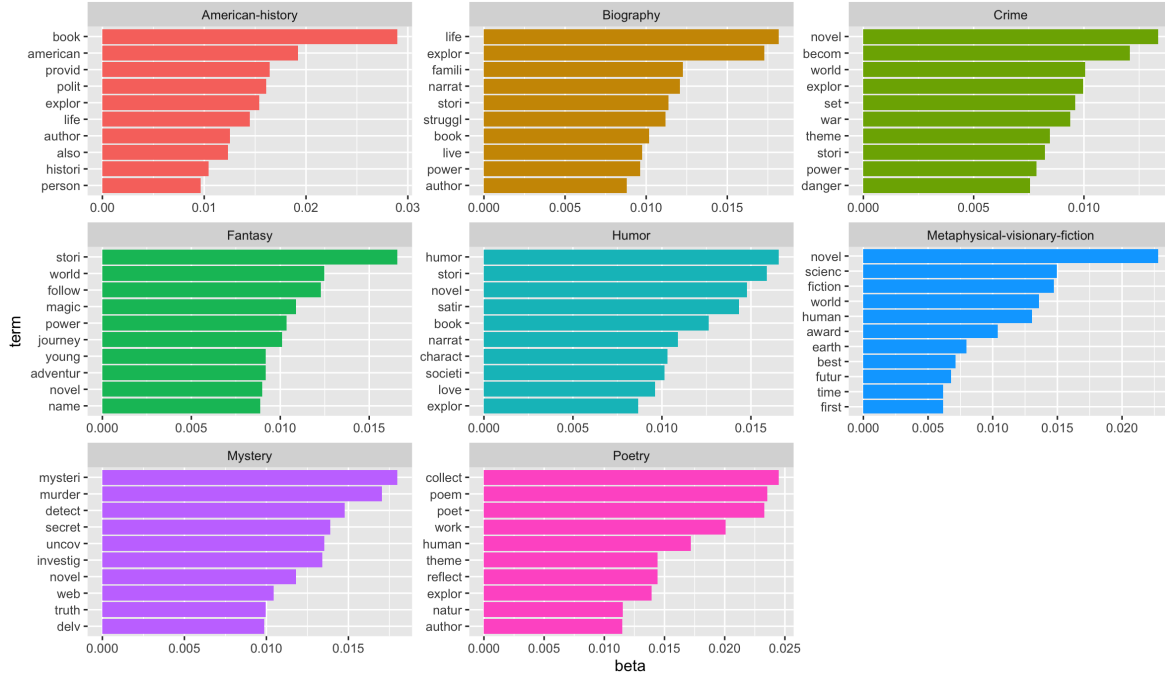 American-history
book
american
provid
polit
explor
life
author
also
histori
person
0.00 0.01 0.02 0.03
Biography
life
explor
famili
narrat
stori
struggl
book
live
power
author
0.000 0.005 0.010 0.015
Crime
novel
becom
world
explor
set
war
theme
stori
power
danger
0.000 0.005 0.010
term
Fantasy
stori
world
follow
magic
power
journey
young
adventur
novel
name
0.000 0.005 0.010 0.015
Humor
humor
stori
novel
satir
book
narrat
charact
societi
love
explor
0.000 0.005 0.010 0.015
Metaphysical-visionary-fiction
novel
scienc
fiction
world
human
award
earth
best
futur
time
first
0.000 0.005 0.010 0.015 0.020
Mystery
mysteri
murder
detect
secret
uncov
investig
novel
web
truth
delv
0.000 0.005 0.010 0.015
Poetry
collect
poem
poet
work
human
theme
reflect
explor
natur
author
0.000 0.005 0.010 0.015 0.020 0.025
beta